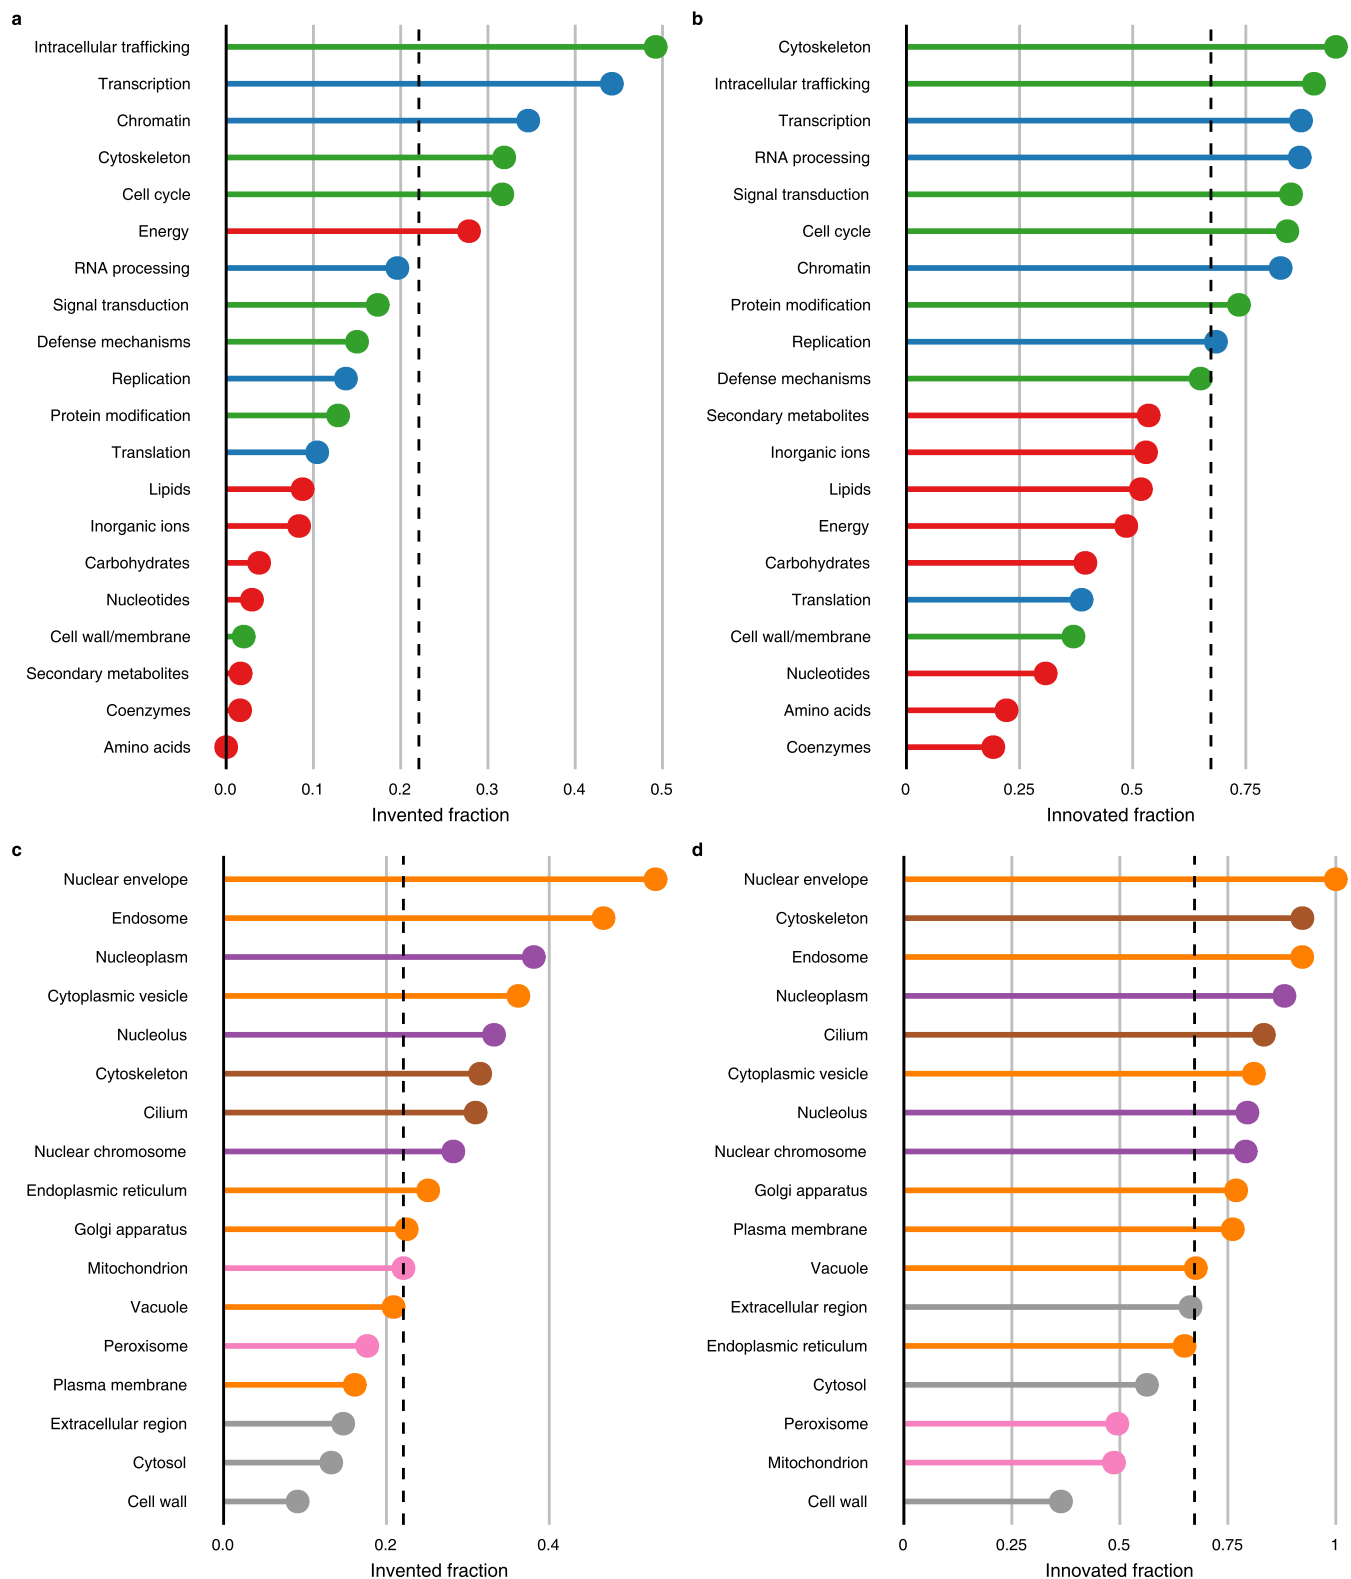 a
Intracellular trafficking
Transcription
Chromatin
Cytoskeleton
Cell cycle
Energy
RNA processing
Signal transduction
Defense mechanisms
Replication
Protein modification
Translation
Lipids
Inorganic ions
Carbohydrates
Nucleotides
Cell wall/membrane
Secondary metabolites
Coenzymes
Amino acids
0.0 0.1 0.2 0.3 0.4 0.5
Invented fraction
b
Cytoskeleton
Intracellular trafficking
Transcription
RNA processing
Signal transduction
Cell cycle
Chromatin
Protein modification
Replication
Defense mechanisms
Secondary metabolites
Inorganic ions
Lipids
Energy
Carbohydrates
Translation
Cell wall/membrane
Nucleotides
Amino acids
Coenzymes
0 0.25 0.5 0.75
Innovated fraction
c
Nuclear envelope
Endosome
Nucleoplasm
Cytoplasmic vesicle
Nucleolus
Cytoskeleton
Cilium
Nuclear chromosome
Endoplasmic reticulum
Golgi apparatus
Mitochondrion
Vacuole
Peroxisome
Plasma membrane
Extracellular region
Cytosol
Cell wall
0.0 0.2 0.4
Invented fraction
d
Nuclear envelope
Cytoskeleton
Endosome
Nucleoplasm
Cilium
Cytoplasmic vesicle
Nucleolus
Nuclear chromosome
Golgi apparatus
Plasma membrane
Vacuole
Extracellular region
Endoplasmic reticulum
Cytosol
Peroxisome
Mitochondrion
Cell wall
0 0.25 0.5 0.75 1
Innovated fraction